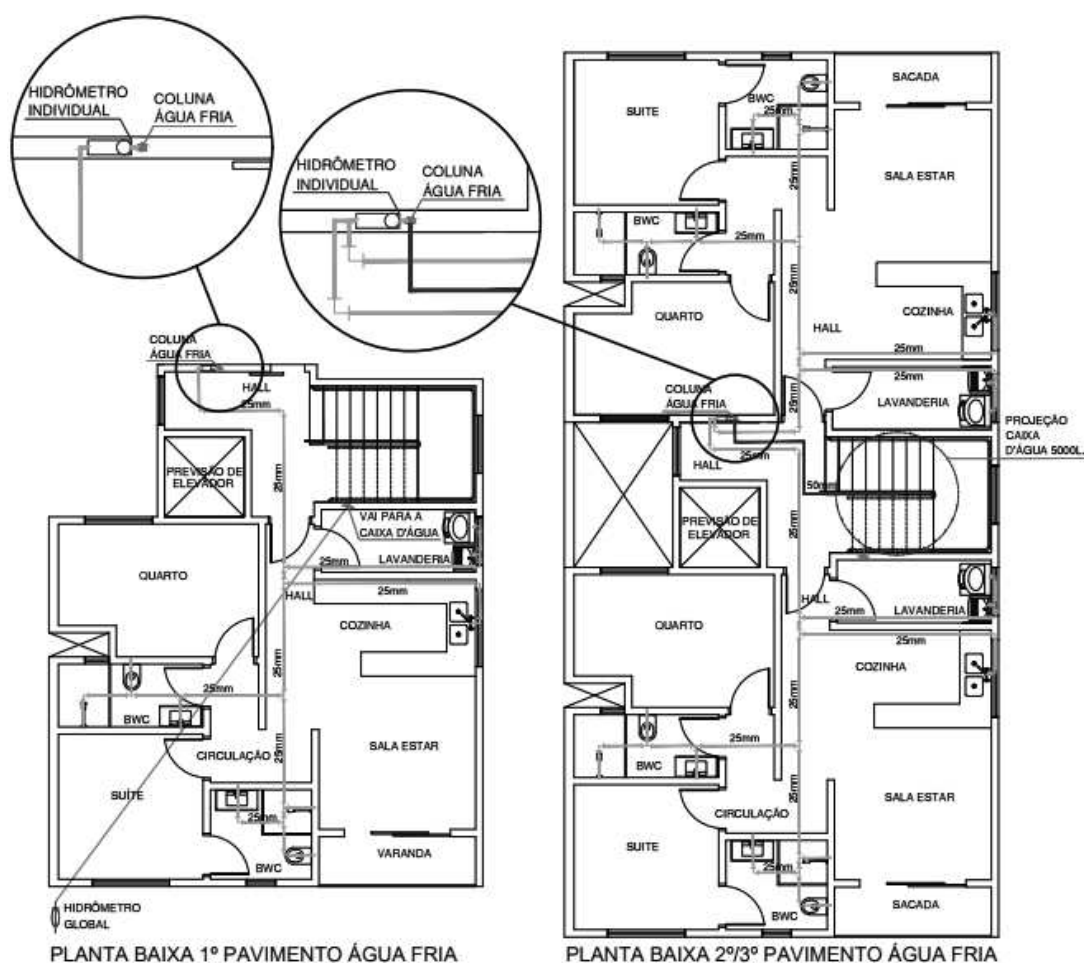 HIDRÔMETRO
INDIVIDUAL
COLUNA
ÁGUA FRIA
HIDRÔMETRO
INDIVIDUAL
COLUNA
ÁGUA FRIA
COLUNA
ÁGUA FRIA
HALL
25mm
PREVISÃO DE
ELEVADOR
25mm
VAI PARA A
CAIXA D'ÁGUA
25mm
LAVANDERIA
QUARTO
HALL
25mm
COZINHA
25mm
25mm
BWC
CIRCULAÇÃO
SALA ESTAR
25mm
SUÍTE
25mm
BWC
VARANDA
HIDRÔMETRO
GLOBAL
PLANTA BAIXA 1º PAVIMENTO ÁGUA FRIA
SACADA
BWC
SUITE
25mm
25mm
SALA ESTAR
BWC
25mm
25mm
QUARTO
HALL
COZINHA
25mm
COLUNA
ÁGUA FRIA
25mm
LAVANDERIA
PROJEÇÃO
CAIXA
D'ÁGUA 5000L.
25mm
HALL
50mm
PREVISÃO DE
ELEVADOR
25mm
HALL
25mm
LAVANDERIA
QUARTO
25mm
COZINHA
25mm
25mm
BWC
25mm
SALA ESTAR
CIRCULAÇÃO
SUITE
25mm
BWC
SACADA
PLANTA BAIXA 2º/3º PAVIMENTO ÁGUA FRIA